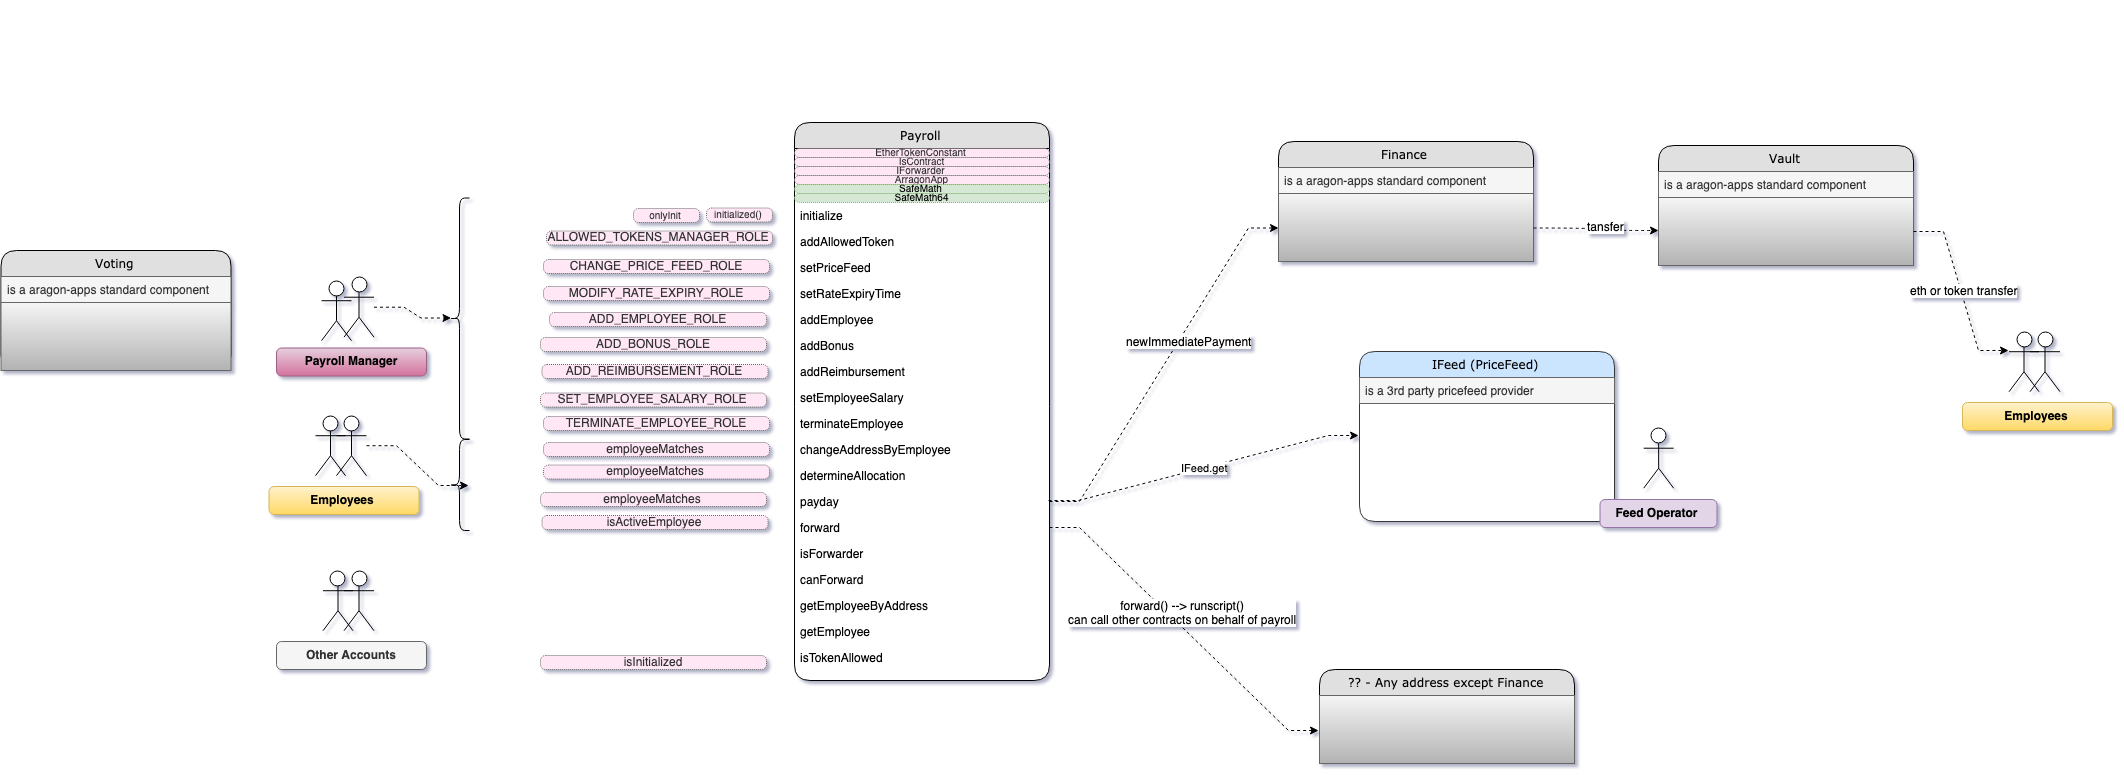 Voting
is a aragon-apps standard component
Payroll Manager
Employees
Other Accounts
onlyInit
initialized()
ALLOWED_TOKENS_MANAGER_ROLE
CHANGE_PRICE_FEED_ROLE
MODIFY_RATE_EXPIRY_ROLE
ADD_EMPLOYEE_ROLE
ADD_BONUS_ROLE
ADD_REIMBURSEMENT_ROLE
SET_EMPLOYEE_SALARY_ROLE
TERMINATE_EMPLOYEE_ROLE
employeeMatches
employeeMatches
employeeMatches
isActiveEmployee
isInitialized
Payroll
EtherTokenConstant
IsContract
IForwarder
ArragonApp
SafeMath
SafeMath64
initialize
addAllowedToken
setPriceFeed
setRateExpiryTime
addEmployee
addBonus
addReimbursement
setEmployeeSalary
terminateEmployee
changeAddressByEmployee
determineAllocation
payday
forward
isForwarder
canForward
getEmployeeByAddress
getEmployee
isTokenAllowed
newImmediatePayment
IFeed.get
forward() --> runscript()
can call other contracts on behalf of payroll
Finance
is a aragon-apps standard component
tansfer
Vault
is a aragon-apps standard component
eth or token transfer
Employees
IFeed (PriceFeed)
is a 3rd party pricefeed provider
Feed Operator
?? - Any address except Finance